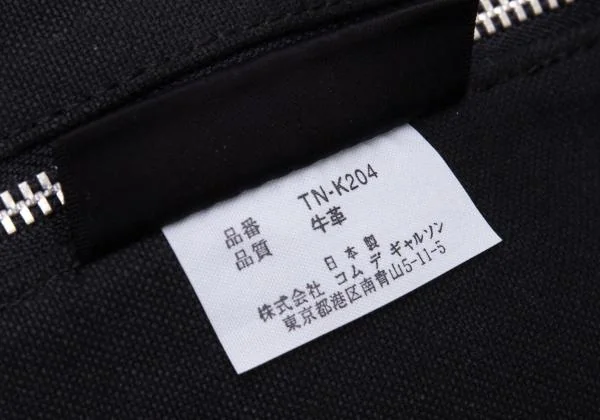 品番 TN-K204
品質 牛革
日本製
株式会社 コム デ ギャルソン
東京都港区南青山5-11-5